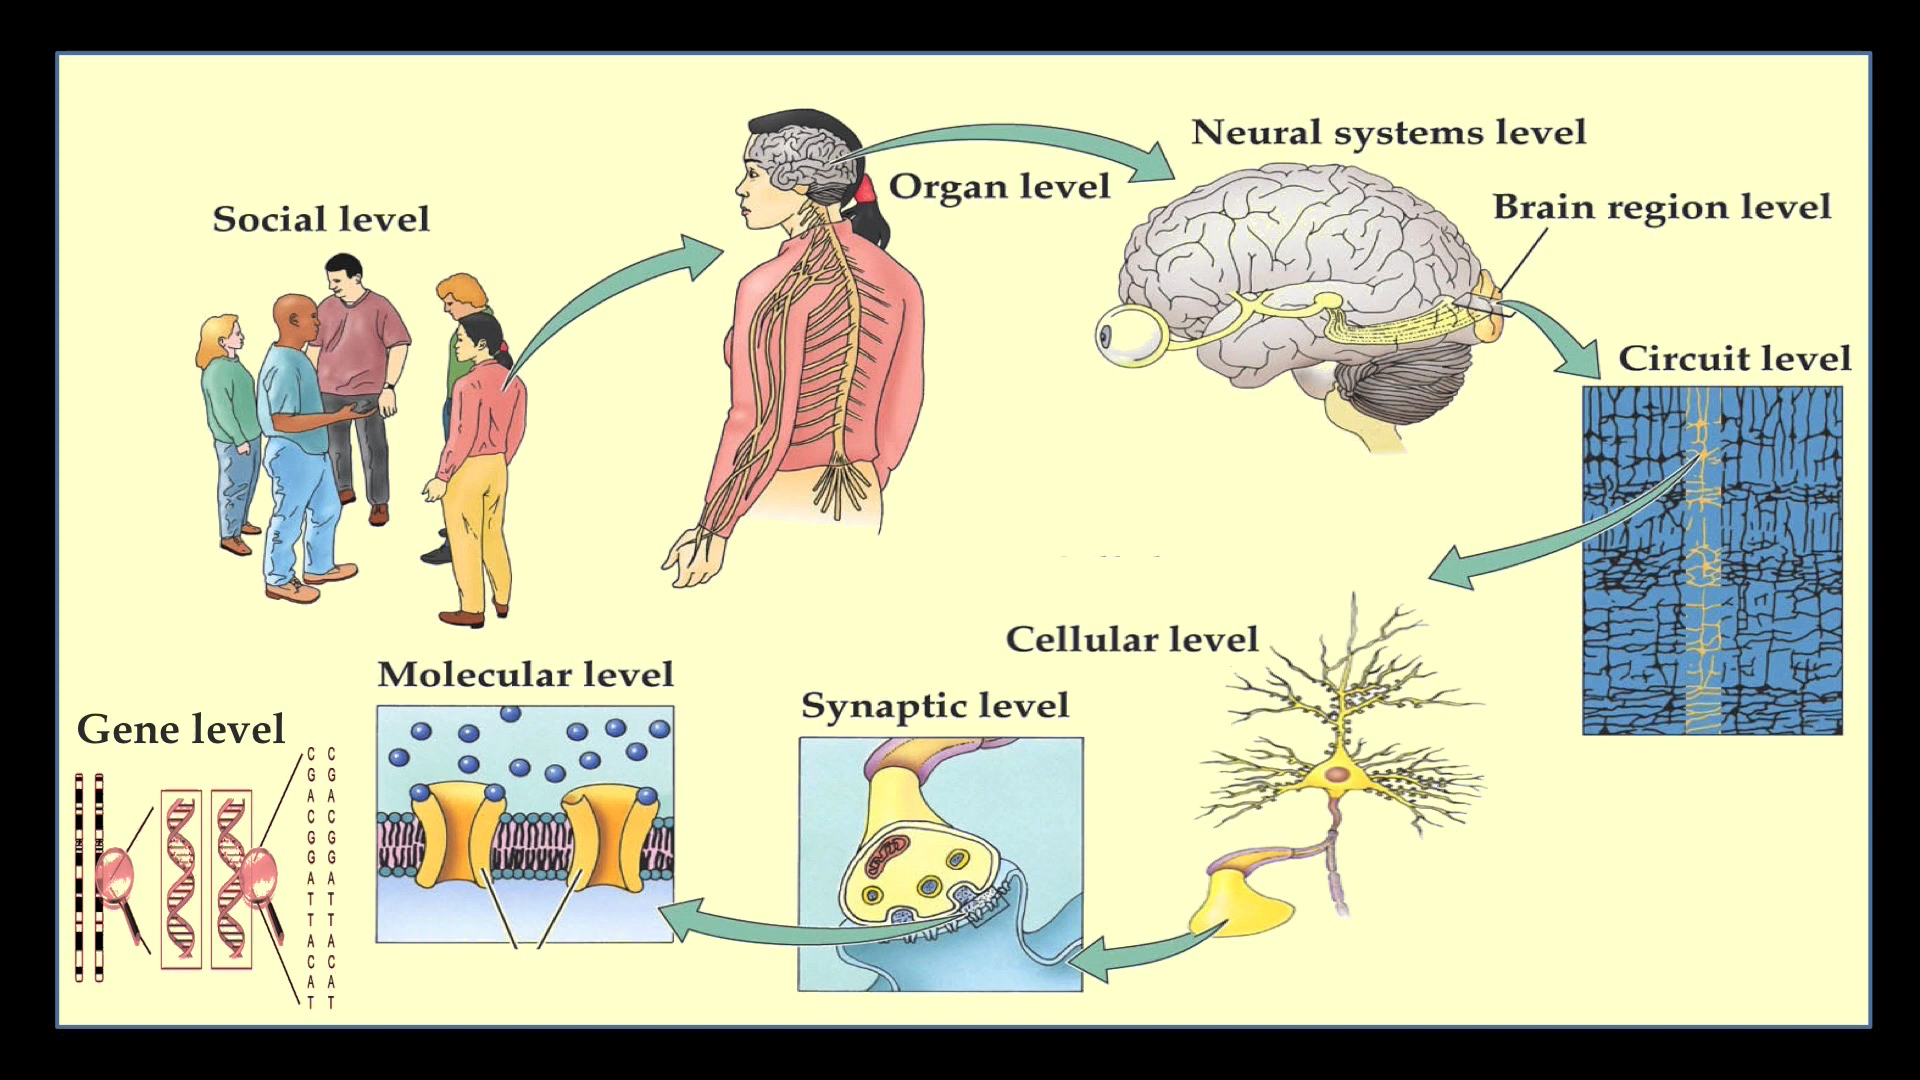 Neural systems level
Organ level
Brain region level
Social level
Circuit level
Cellular level
Molecular level
Synaptic level
Gene level
C C
G G
A A
C C
G G
G G
A A
T T
T T
A A
C C
A A
T T